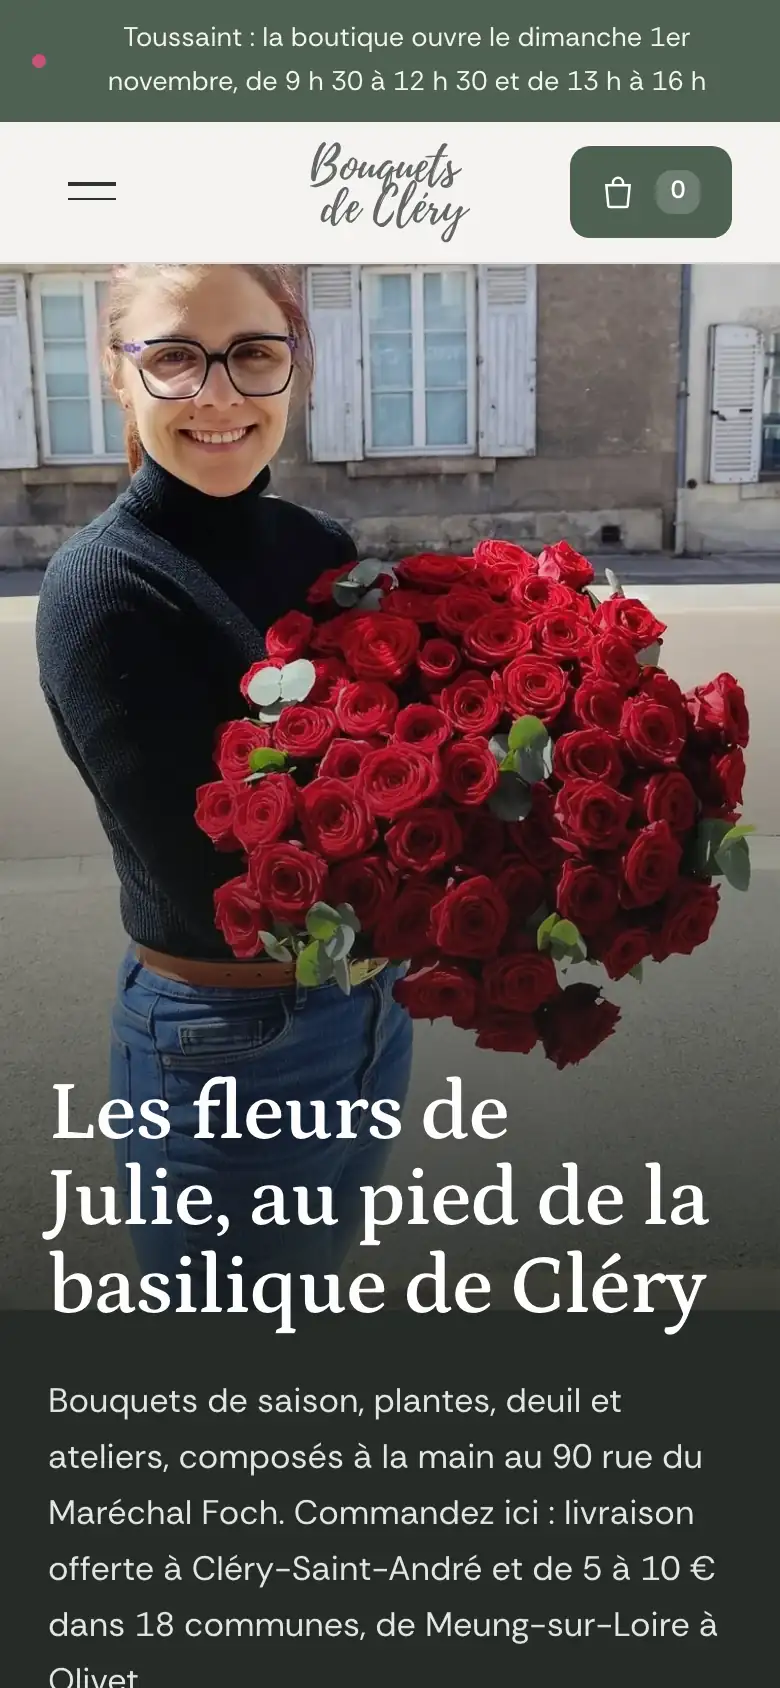 Toussaint : la boutique ouvre le dimanche 1er
novembre, de 9 h 30 à 12 h 30 et de 13 h à 16 h
Bouquets
de Cléry
0
Les fleurs de
Julie, au pied de la
basilique de Cléry
Bouquets de saison, plantes, deuil et
ateliers, composés à la main au 90 rue du
Maréchal Foch. Commandez ici : livraison
offerte à Cléry-Saint-André et de 5 à 10 €
dans 18 communes, de Meung-sur-Loire à
Olivet